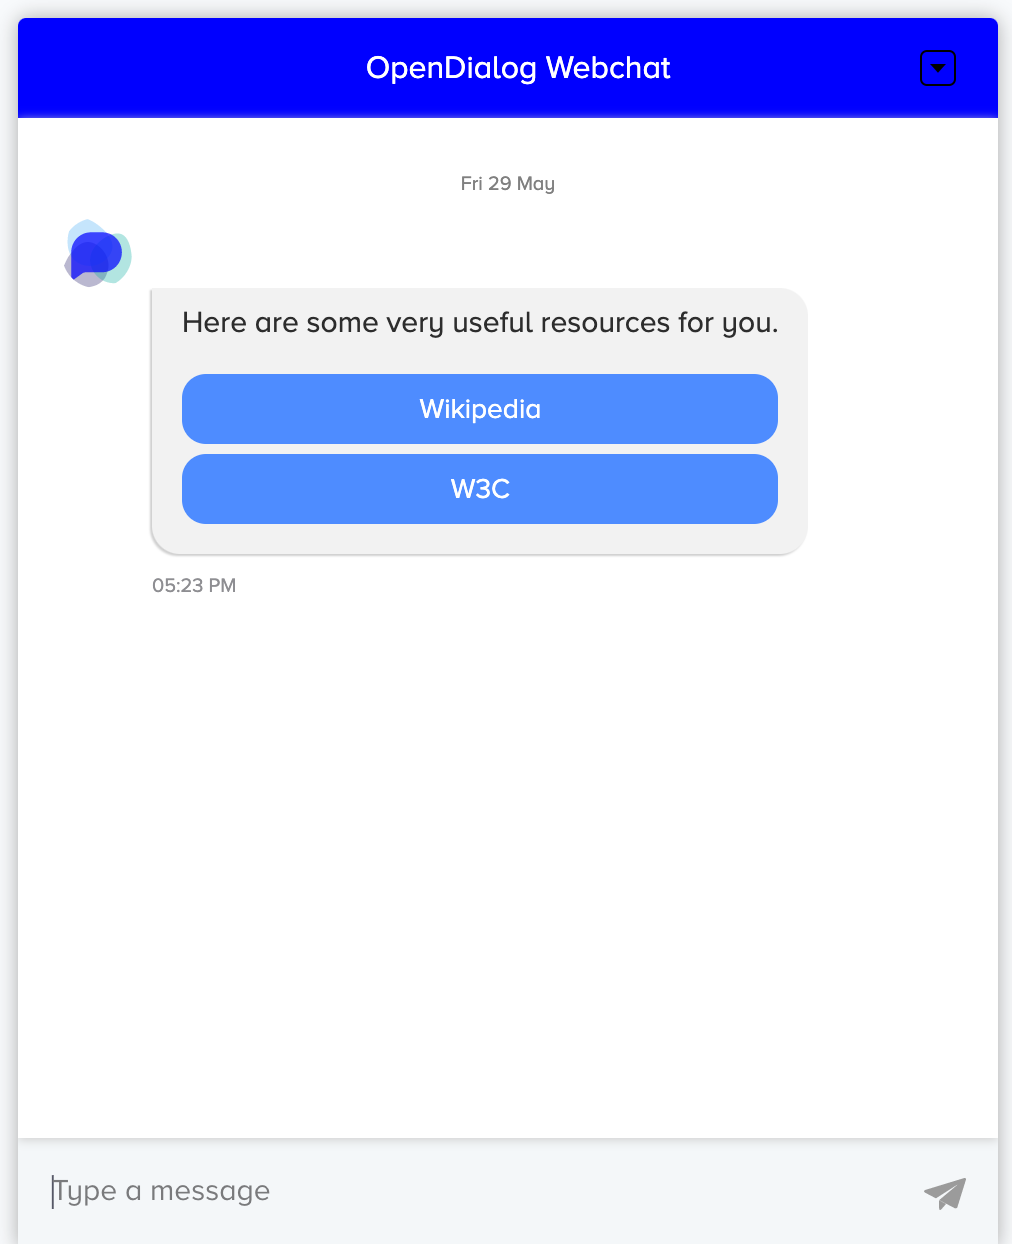 OpenDialog Webchat
Fri 29 May
Here are some very useful resources for you.
Wikipedia
W3C
05:23 PM
Type a message